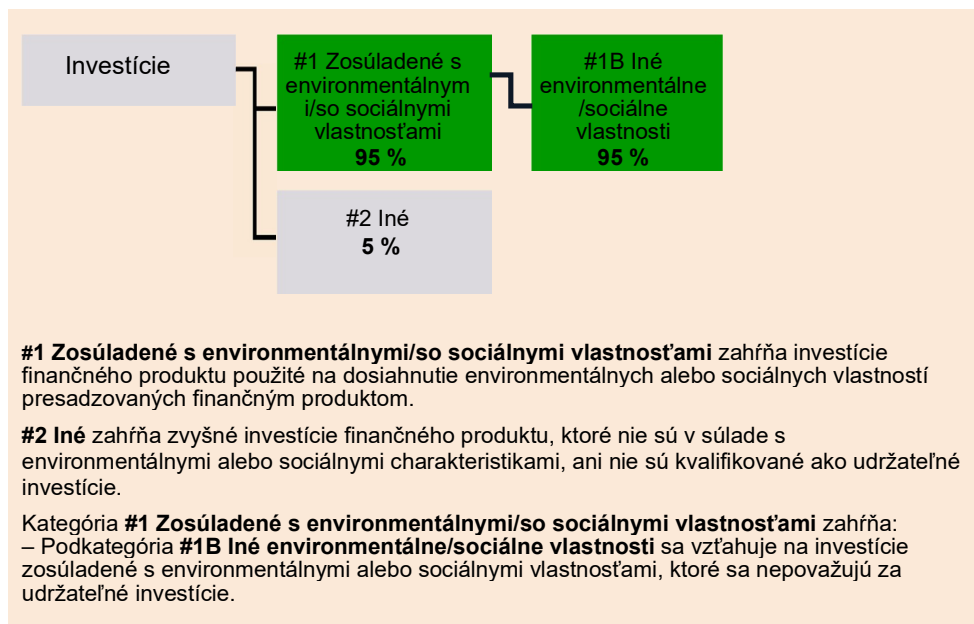 Investície
#1 Zosúladené s
environmentálnym
i/so sociálnymi
vlastnosťami
95 %
#1B Iné
environmentálne
/sociálne
vlastnosti
95 %
#2 Iné
5 %
#1 Zosúladené s environmentálnymi/so sociálnymi vlastnosťami zahŕňa investície
finančného produktu použité na dosiahnutie environmentálnych alebo sociálnych vlastností
presadzovaných finančným produktom.
#2 Iné zahŕňa zvyšné investície finančného produktu, ktoré nie sú v súlade s
environmentálnymi alebo sociálnymi charakteristikami, ani nie sú kvalifikované ako udržateľné
investície.
Kategória #1 Zosúladené s environmentálnymi/so sociálnymi vlastnosťami zahŕňa:
– Podkategória #1B Iné environmentálne/sociálne vlastnosti sa vzťahuje na investície
zosúladené s environmentálnymi alebo sociálnymi vlastnosťami, ktoré sa nepovažujú za
udržateľné investície.